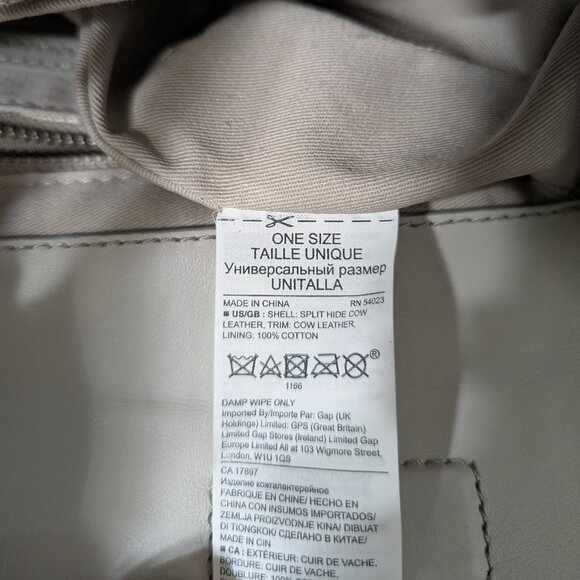 ONE SIZE
TAILLE UNIQUE
Универсальный размер
UNITALLA
MADE IN CHINA RN 54023
■ US/GB : SHELL: SPLIT HIDE COW
LEATHER, TRIM: COW LEATHER,
LINING: 100% COTTON
®
1166
DAMP WIPE ONLY
Imported By/Importe Par: Gap (UK
Holdings) Limited: GPS (Great Britain)
Limited Gap Stores (Ireland) Limited Gap
Europe Limited All at 103 Wigmore Street,
London, W1U 1QS
CA 17897
Изделие кожгалантерейное
FABRIQUE EN CHINE/ HECHO EN
CHINA CON INSUMOS IMPORTADOS/
ZEMLJA PROIZVODNJE KINA/ DIBUAT
DI TIONGKOK/ СДЕЛАНО В КИТАЕ/
MADE IN CIN
■ CA : EXTÉRIEUR: CUIR DE VACHE,
BORDURE: CUIR DE VACHE,
DOUBLURE: 100%